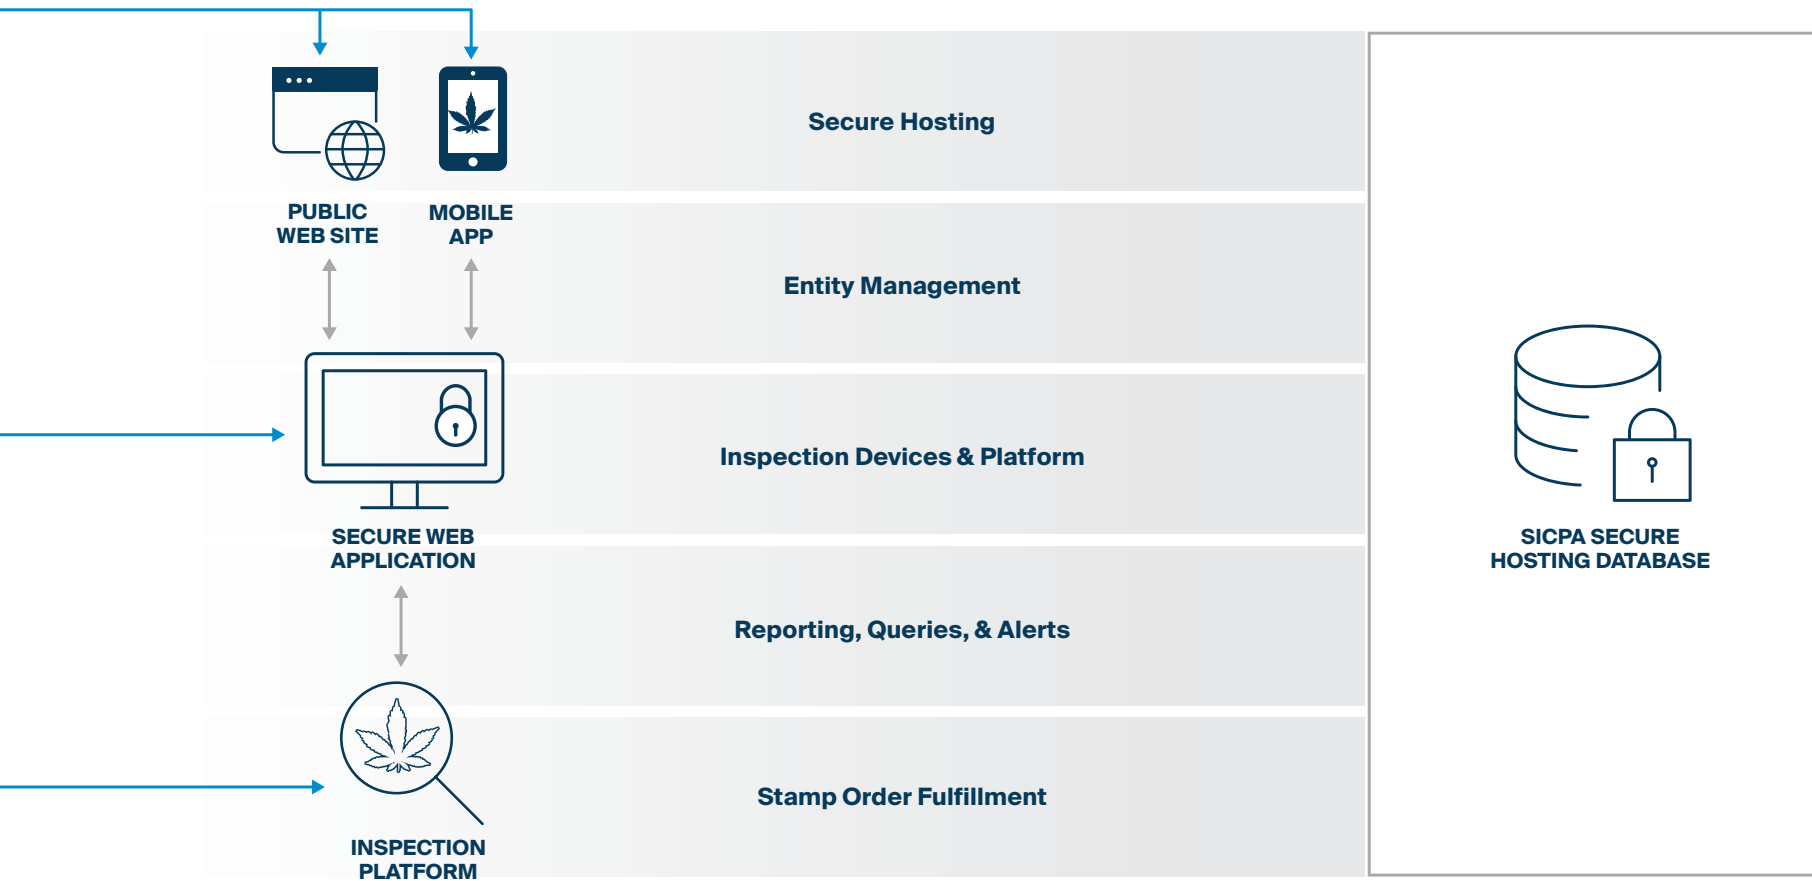 Secure Hosting
PUBLIC
WEB SITE
MOBILE
APP
Entity Management
Inspection Devices & Platform
SECURE WEB
APPLICATION
SICPA SECURE
HOSTING DATABASE
Reporting, Queries, & Alerts
Stamp Order Fulfillment
INSPECTION
PLATFORM